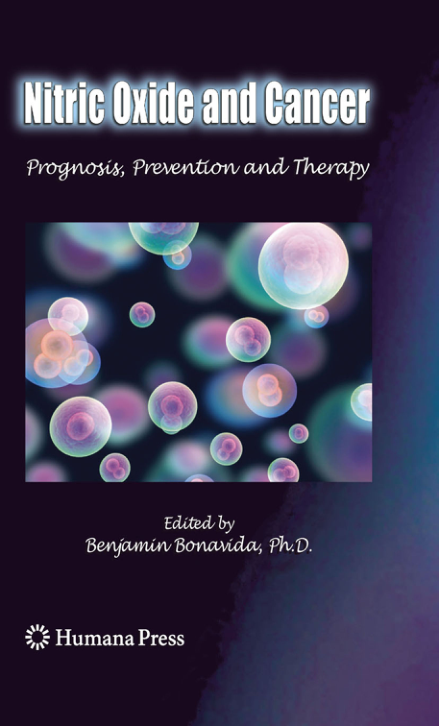 Nitric Oxide and Cancer
Prognosis, Prevention and Therapy
Edited by
Benjamin Bonavida, Ph.D.
Humana Press